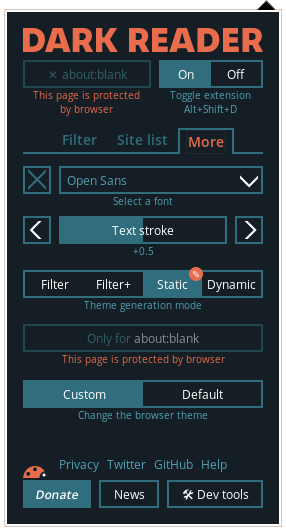 DARK READER
✕ about:blank
On Off
This page is protected
by browser
Toggle extension
Alt+Shift+D
Filter Site list More
Open Sans
Select a font
Text stroke
+0.5
Filter Filter+ Static Dynamic
Theme generation mode
Only for about:blank
This page is protected by browser
Custom Default
Change the browser theme
Privacy Twitter GitHub Help
Donate News 🛠 Dev tools